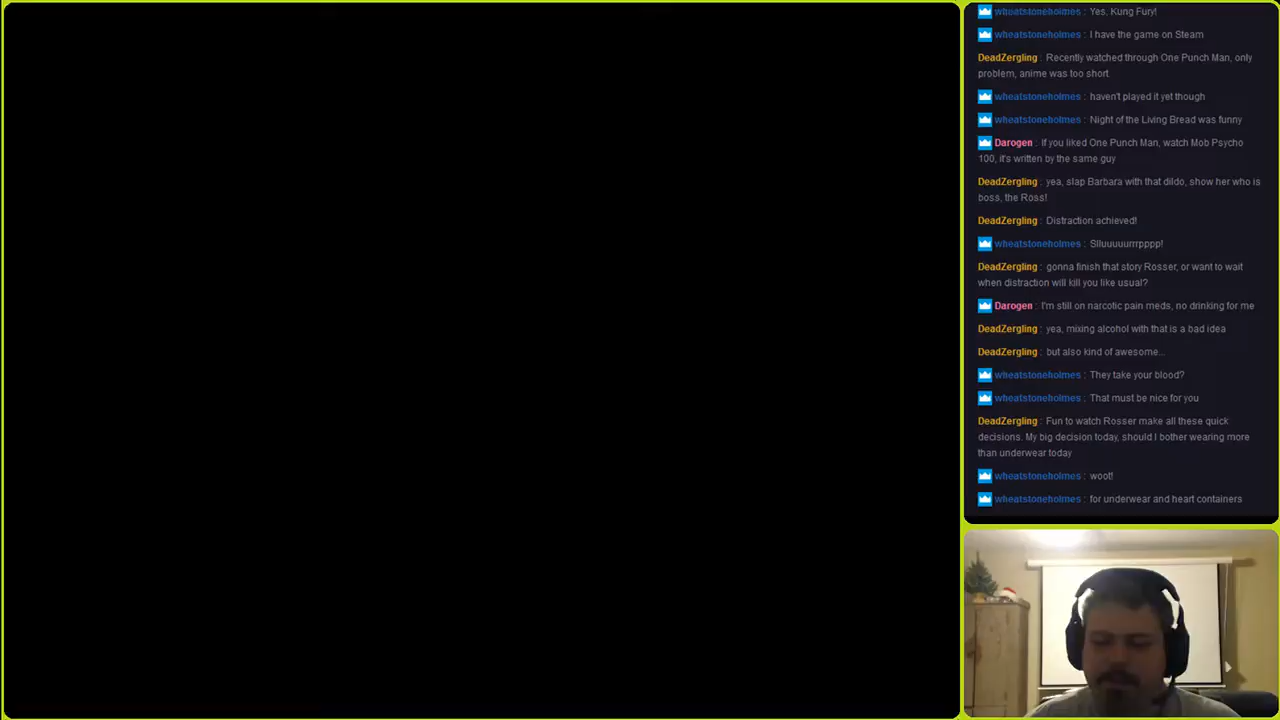 wheatstoneholmes : Yes, Kung Fury!
wheatstoneholmes : I have the game on Steam
DeadZergling : Recently watched through One Punch Man, only
problem, anime was too short
wheatstoneholmes : haven't played it yet though
wheatstoneholmes : Night of the Living Bread was funny
Darogen : If you liked One Punch Man, watch Mob Psycho
100, it's written by the same guy
DeadZergling : yea, slap Barbara with that dildo, show her who is
boss, the Ross!
DeadZergling : Distraction achieved!
wheatstoneholmes : Slluuuuurrrpppp!
DeadZergling : gonna finish that story Rosser, or want to wait
when distraction will kill you like usual?
Darogen : I'm still on narcotic pain meds, no drinking for me
DeadZergling : yea, mixing alcohol with that is a bad idea
DeadZergling : but also kind of awesome...
wheatstoneholmes : They take your blood?
wheatstoneholmes : That must be nice for you
DeadZergling : Fun to watch Rosser make all these quick
decisions. My big decision today, should I bother wearing more
than underwear today
wheatstoneholmes : woot!
wheatstoneholmes : for underwear and heart containers